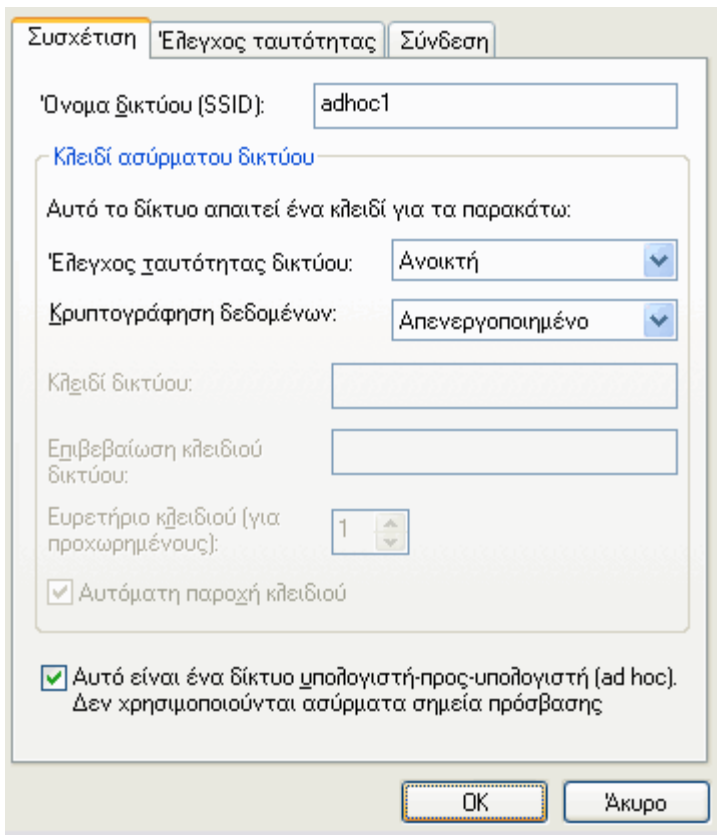 Συσχέτιση Έλεγχος ταυτότητας Σύνδεση
Όνομα δικτύου (SSID): adhoc1
Κλειδί ασύρματου δικτύου
Αυτό το δίκτυο απαιτεί ένα κλειδί για τα παρακάτω:
Έλεγχος ταυτότητας δικτύου: Ανοικτή
Κρυπτογράφηση δεδομένων: Απενεργοποιημένο
Κλειδί δικτύου:
Επιβεβαίωση κλειδιού
δικτύου:
Ευρετήριο κλειδιού (για
προχωρημένους): 1
Αυτόματη παροχή κλειδιού
Αυτό είναι ένα δίκτυο υπολογιστή-προς-υπολογιστή (ad hoc).
Δεν χρησιμοποιούνται ασύρματα σημεία πρόσβασης
OK Άκυρο